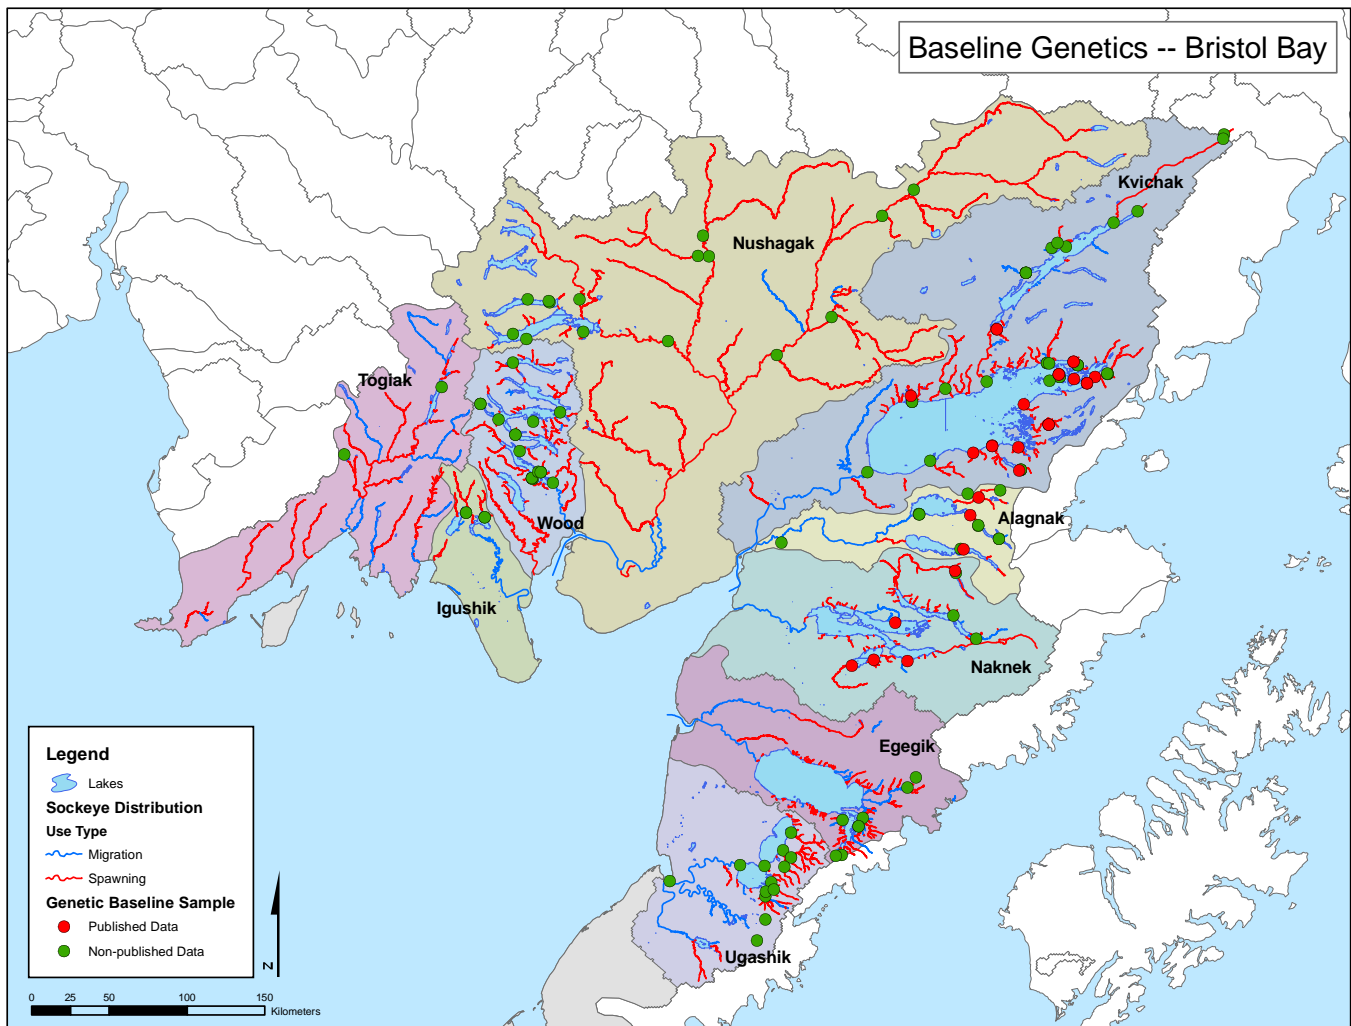 Baseline Genetics -- Bristol Bay
Kvichak
Nushagak
Togiak
Wood
Alagnak
Igushik
Naknek
Egegik
Ugashik
Legend
Lakes
Sockeye Distribution
Use Type
Migration
Spawning
Genetic Baseline Sample
Published Data
Non-published Data
N
0 25 50 100 150
Kilometers